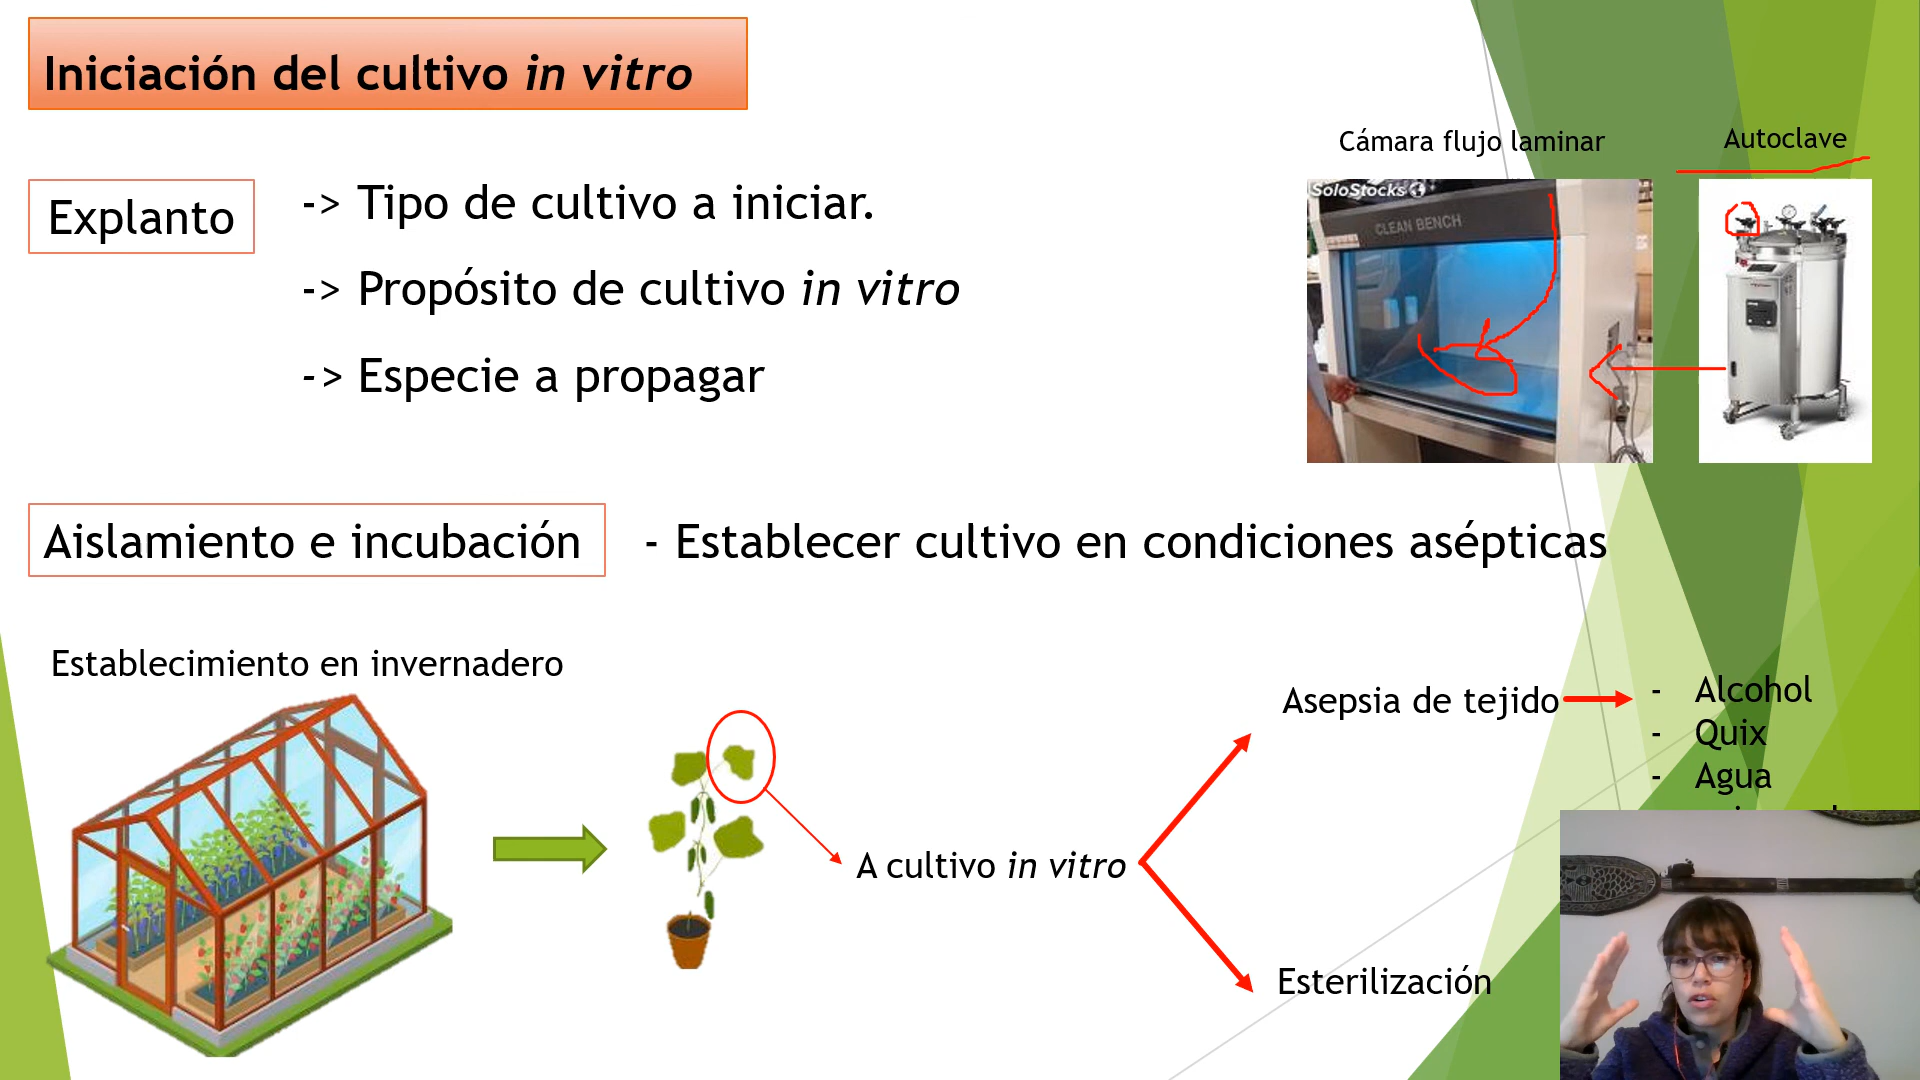 Iniciación del cultivo in vitro
Cámara flujo laminar
Autoclave
Explanto
-> Tipo de cultivo a iniciar.
-> Propósito de cultivo in vitro
-> Especie a propagar
SoloStocks
CLEAN BENCH
Aislamiento e incubación
- Establecer cultivo en condiciones asépticas
Establecimiento en invernadero
Asepsia de tejido
- Alcohol
- Quix
- Agua
A cultivo in vitro
Esterilización